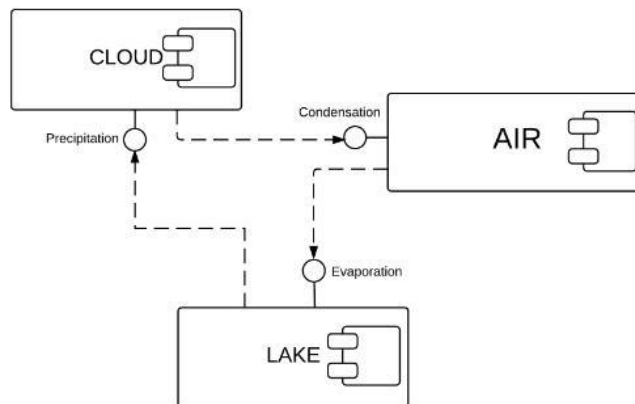 CLOUD
Condensation
Precipitation
AIR
Evaporation
LAKE